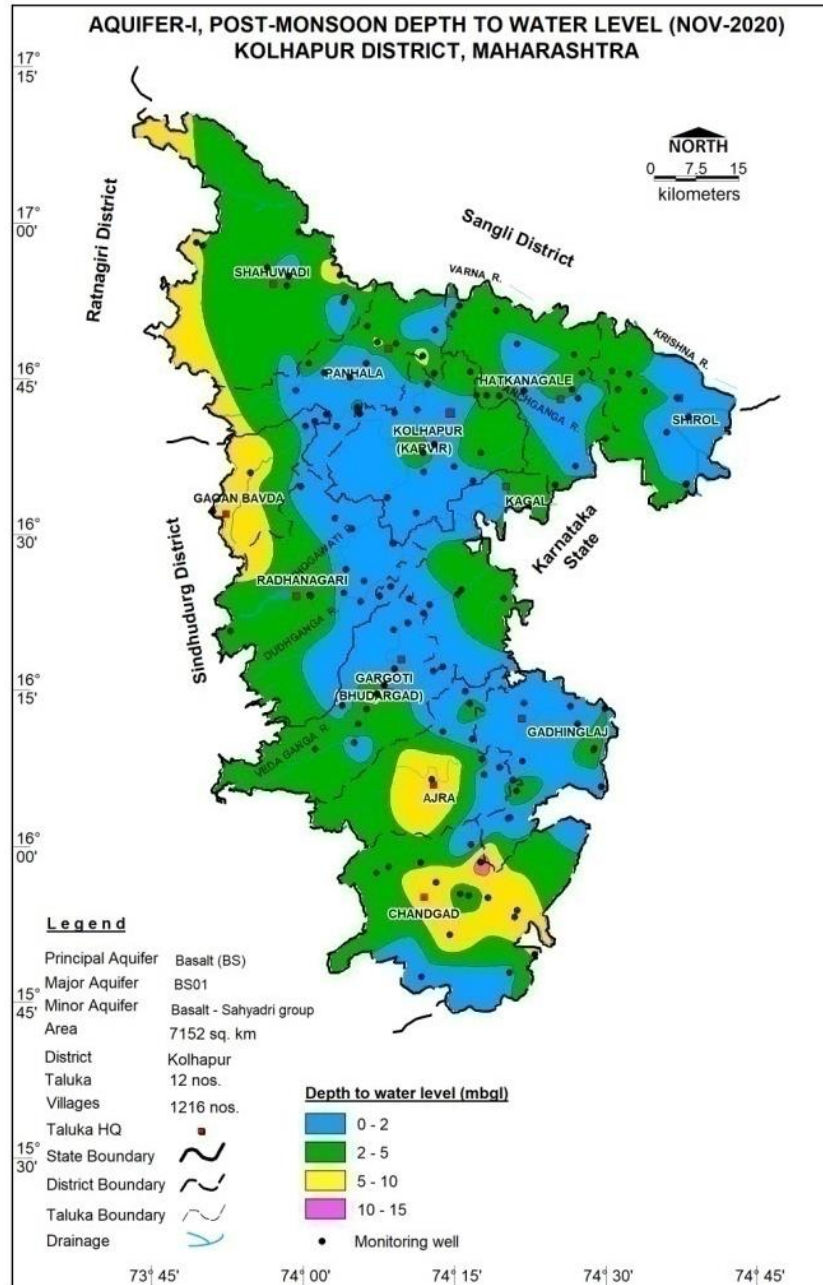 AQUIFER-I, POST-MONSOON DEPTH TO WATER LEVEL (NOV-2020)
KOLHAPUR DISTRICT, MAHARASHTRA
17°
15'
NORTH
0 7.5 15
kilometers
Ratnagiri District
17°
00'
Sangli District
VARNA R.
SHAHUWADI
KRISHNA R.
16°
45'
PANHALA
HATKANAGALE
ANCHGANGA R.
SHIROL
KOLHAPUR
(KARVIR)
GAGAN BAVDA
KAGAL
16°
30'
Karnataka
State
Sindhudurg District
RADHANAGARI
DUDHGANGA R.
16°
15'
GARGOTI
(BHUDARGAD)
GADHINGLAJ
VEDA GANGA R.
AJRA
16°
00'
CHANDGAD
Legend
Principal Aquifer Basalt (BS)
Major Aquifer BS01
Minor Aquifer Basalt - Sahyadri group
Area 7152 sq. km
District Kolhapur
Taluka 12 nos.
Villages 1216 nos.
Taluka HQ
State Boundary
District Boundary
Taluka Boundary
Drainage
15°
45'
15°
30'
Depth to water level (mbgl)
0 - 2
2 - 5
5 - 10
10 - 15
Monitoring well
73° 45' 74° 00' 74° 15' 74° 30' 74° 45'